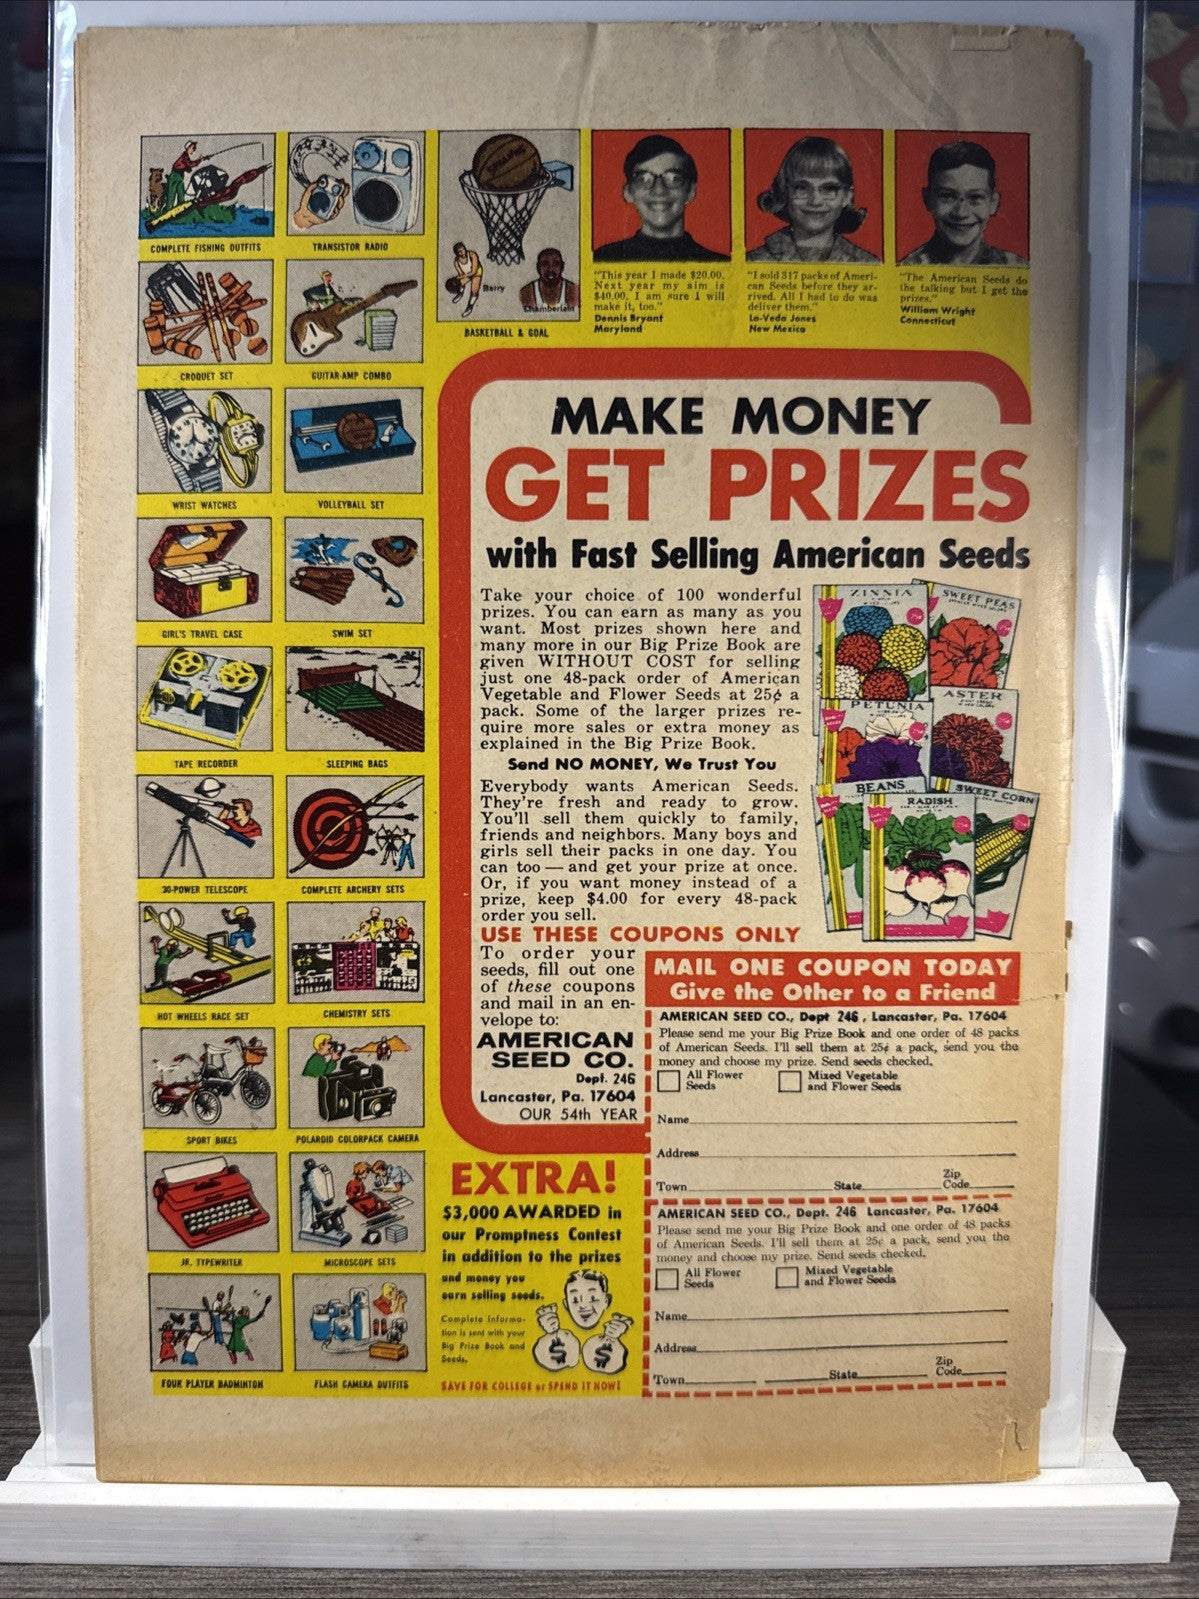 COMPLETE FISHING OUTFITS
TRANSISTOR RADIO
CROQUET SET
GUITAR-AMP COMBO
WRIST WATCHES
VOLLEYBALL SET
GIRL'S TRAVEL CASE
SWIM SET
TAPE RECORDER
SLEEPING BAGS
30-POWER TELESCOPE
COMPLETE ARCHERY SETS
HOT WHEELS RACE SET
CHEMISTRY SETS
SPORT BIKES
POLAROID COLORPACK CAMERA
JR. TYPEWRITER
MICROSCOPE SETS
FOUR PLAYER BADMINTON
FLASH CAMERA OUTFITS
Barry
Chamberlain
BASKETBALL & GOAL
"This year I made $20.00.
Next year my aim is
$40.00. I am sure I will
make it, too."
Dennis Bryant
Maryland
"I sold 317 packs of Ameri-
can Seeds before they ar-
rived. All I had to do was
deliver them."
La-Veda Jones
New Mexico
"The American Seeds do
the talking but I get the
prizes."
William Wright
Connecticut
MAKE MONEY
GET PRIZES
with Fast Selling American Seeds
Take your choice of 100 wonderful
prizes. You can earn as many as you
want. Most prizes shown here and
many more in our Big Prize Book are
given WITHOUT COST for selling
just one 48-pack order of American
Vegetable and Flower Seeds at 25¢ a
pack. Some of the larger prizes re-
quire more sales or extra money as
explained in the Big Prize Book.
Send NO MONEY, We Trust You
Everybody wants American Seeds.
They're fresh and ready to grow.
You'll sell them quickly to family,
friends and neighbors. Many boys and
girls sell their packs in one day. You
can too — and get your prize at once.
Or, if you want money instead of a
prize, keep $4.00 for every 48-pack
order you sell.
USE THESE COUPONS ONLY
To order your
seeds, fill out one
of these coupons
and mail in an en-
velope to:
AMERICAN
SEED CO.
Dept. 246
Lancaster, Pa. 17604
OUR 54th YEAR
ZINNIA
SWEET PEAS
PETUNIA
ASTER
BEANS
RADISH
SWEET CORN
MAIL ONE COUPON TODAY
Give the Other to a Friend
AMERICAN SEED CO., Dept 246, Lancaster, Pa. 17604
Please send me your Big Prize Book and one order of 48 packs
of American Seeds. I'll sell them at 25¢ a pack, send you the
money and choose my prize. Send seeds checked.
All Flower
Seeds
Mixed Vegetable
and Flower Seeds
Name
Address
Town State Zip
Code
AMERICAN SEED CO., Dept. 246 Lancaster, Pa. 17604
Please send me your Big Prize Book and one order of 48 packs
of American Seeds. I'll sell them at 25¢ a pack, send you the
money and choose my prize. Send seeds checked.
All Flower
Seeds
Mixed Vegetable
and Flower Seeds
Name
Address
Town State Zip
Code
EXTRA!
$3,000 AWARDED in
our Promptness Contest
in addition to the prizes
and money you
earn selling seeds.
Complete Informa-
tion is sent with your
Big Prize Book and
Seeds.
$ $
SAVE FOR COLLEGE or SPEND IT NOW!